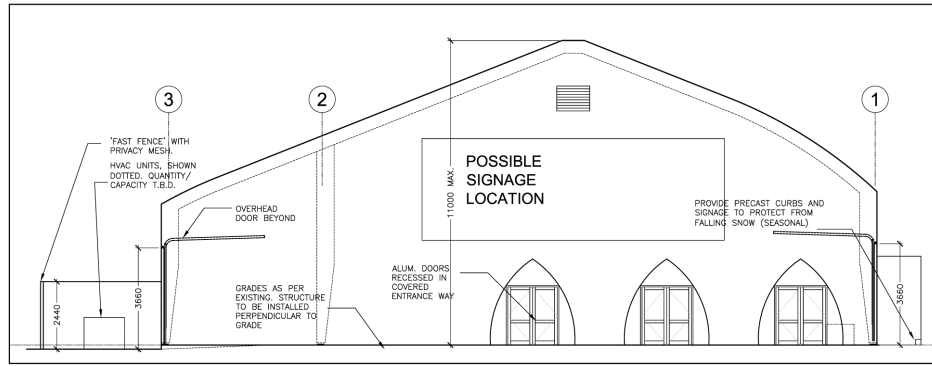 3
2
1
'FAST FENCE' WITH
PRIVACY MESH.
HVAC UNITS, SHOWN
DOTTED. QUANTITY/
CAPACITY T.B.D.
OVERHEAD
DOOR BEYOND
11000 MAX.
POSSIBLE
SIGNAGE
LOCATION
PROVIDE PRECAST CURBS AND
SIGNAGE TO PROTECT FROM
FALLING SNOW (SEASONAL)
GRADES AS PER
EXISTING. STRUCTURE
TO BE INSTALLED
PERPENDICULAR TO
GRADE
ALUM. DOORS
RECESSED IN
COVERED
ENTRANCE WAY
2440
3660
3660